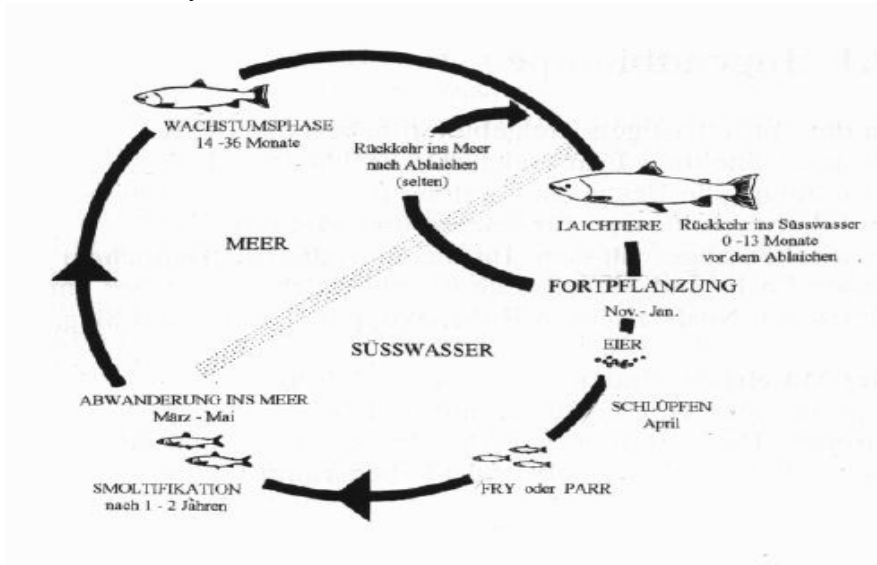 WACHSTUMSPHASE
14 -36 Monate
Rückkehr ins Meer
nach Ablaichen
(selten)
MEER
LAICHTIERE
Rückkehr ins Süsswasser
0 -13 Monate
vor dem Ablaichen
FORTPFLANZUNG
Nov.- Jan.
EIER
SÜSSWASSER
SCHLÜPFEN
April
ABWANDERUNG INS MEER
März - Mai
SMOLTIFIKATION
nach 1 - 2 Jahren
FRY oder PARR